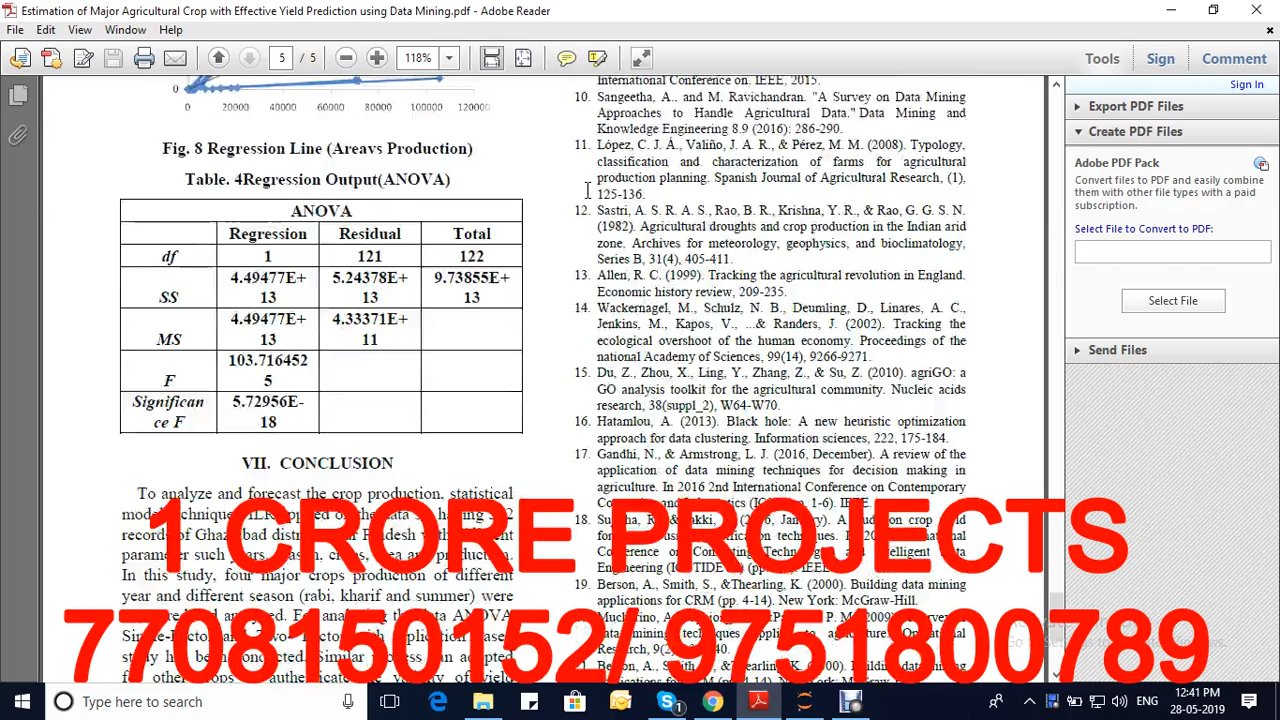 Estimation of Major Agricultural Crop with Effective Yield Prediction using Data Mining.pdf - Adobe Reader
File Edit View Window Help
5 / 5 118% Tools Sign Comment
0
20000 40000 60000 80000 100000 120000
Fig. 8 Regression Line (Areavs Production)
Table. 4Regression Output(ANOVA)
ANOVA
Regression Residual Total
df 1 121 122
4.49477E+ 5.24378E+ 9.73855E+
SS 13 13 13
4.49477E+ 4.33371E+
MS 13 11
103.716452
F 5
Significan 5.72956E-
ce F 18
VII. CONCLUSION
To analyze and forecast the crop production, statistical
In this study, four major crops production of different
year and different season (rabi, kharif and summer) were
International Conference on, IEEE, 2015.
10. Sangeetha, A., and M. Ravichandran. "A Survey on Data Mining
Approaches to Handle Agricultural Data." Data Mining and
Knowledge Engineering 8.9 (2016): 286-290.
11. López, C. J. Á., Valiño, J. A. R., & Pérez, M. M. (2008). Typology,
classification and characterization of farms for agricultural
production planning. Spanish Journal of Agricultural Research, (1),
125-136.
12. Sastri, A. S. R. A. S., Rao, B. R., Krishna, Y. R., & Rao, G. G. S. N.
(1982). Agricultural droughts and crop production in the Indian arid
zone. Archives for meteorology, geophysics, and bioclimatology,
Series B, 31(4), 405-411.
13. Allen, R. C. (1999). Tracking the agricultural revolution in England.
Economic history review, 209-235.
14. Wackernagel, M., Schulz, N. B., Deumling, D., Linares, A. C.,
Jenkins, M., Kapos, V., ...& Randers, J. (2002). Tracking the
ecological overshoot of the human economy. Proceedings of the
national Academy of Sciences, 99(14), 9266-9271.
15. Du, Z., Zhou, X., Ling, Y., Zhang, Z., & Su, Z. (2010). agriGO: a
GO analysis toolkit for the agricultural community. Nucleic acids
research, 38(suppl_2), W64-W70.
16. Hatamlou, A. (2013). Black hole: A new heuristic optimization
approach for data clustering. Information sciences, 222, 175-184.
17. Gandhi, N., & Armstrong, L. J. (2016, December). A review of the
application of data mining techniques for decision making in
agriculture. In 2016 2nd International Conference on Contemporary
18.
19. Berson, A., Smith, S., &Thearling, K. (2000). Building data mining
applications for CRM (pp. 4-14). New York: McGraw-Hill.
Sign In
Export PDF Files
Create PDF Files
Adobe PDF Pack
Convert files to PDF and easily combine
them with other file types with a paid
subscription.
Select File to Convert to PDF:
Select File
Send Files
1 CRORE PROJECTS
7708150152/9751800789
Type here to search
1
ENG
12:41 PM
28-05-2019